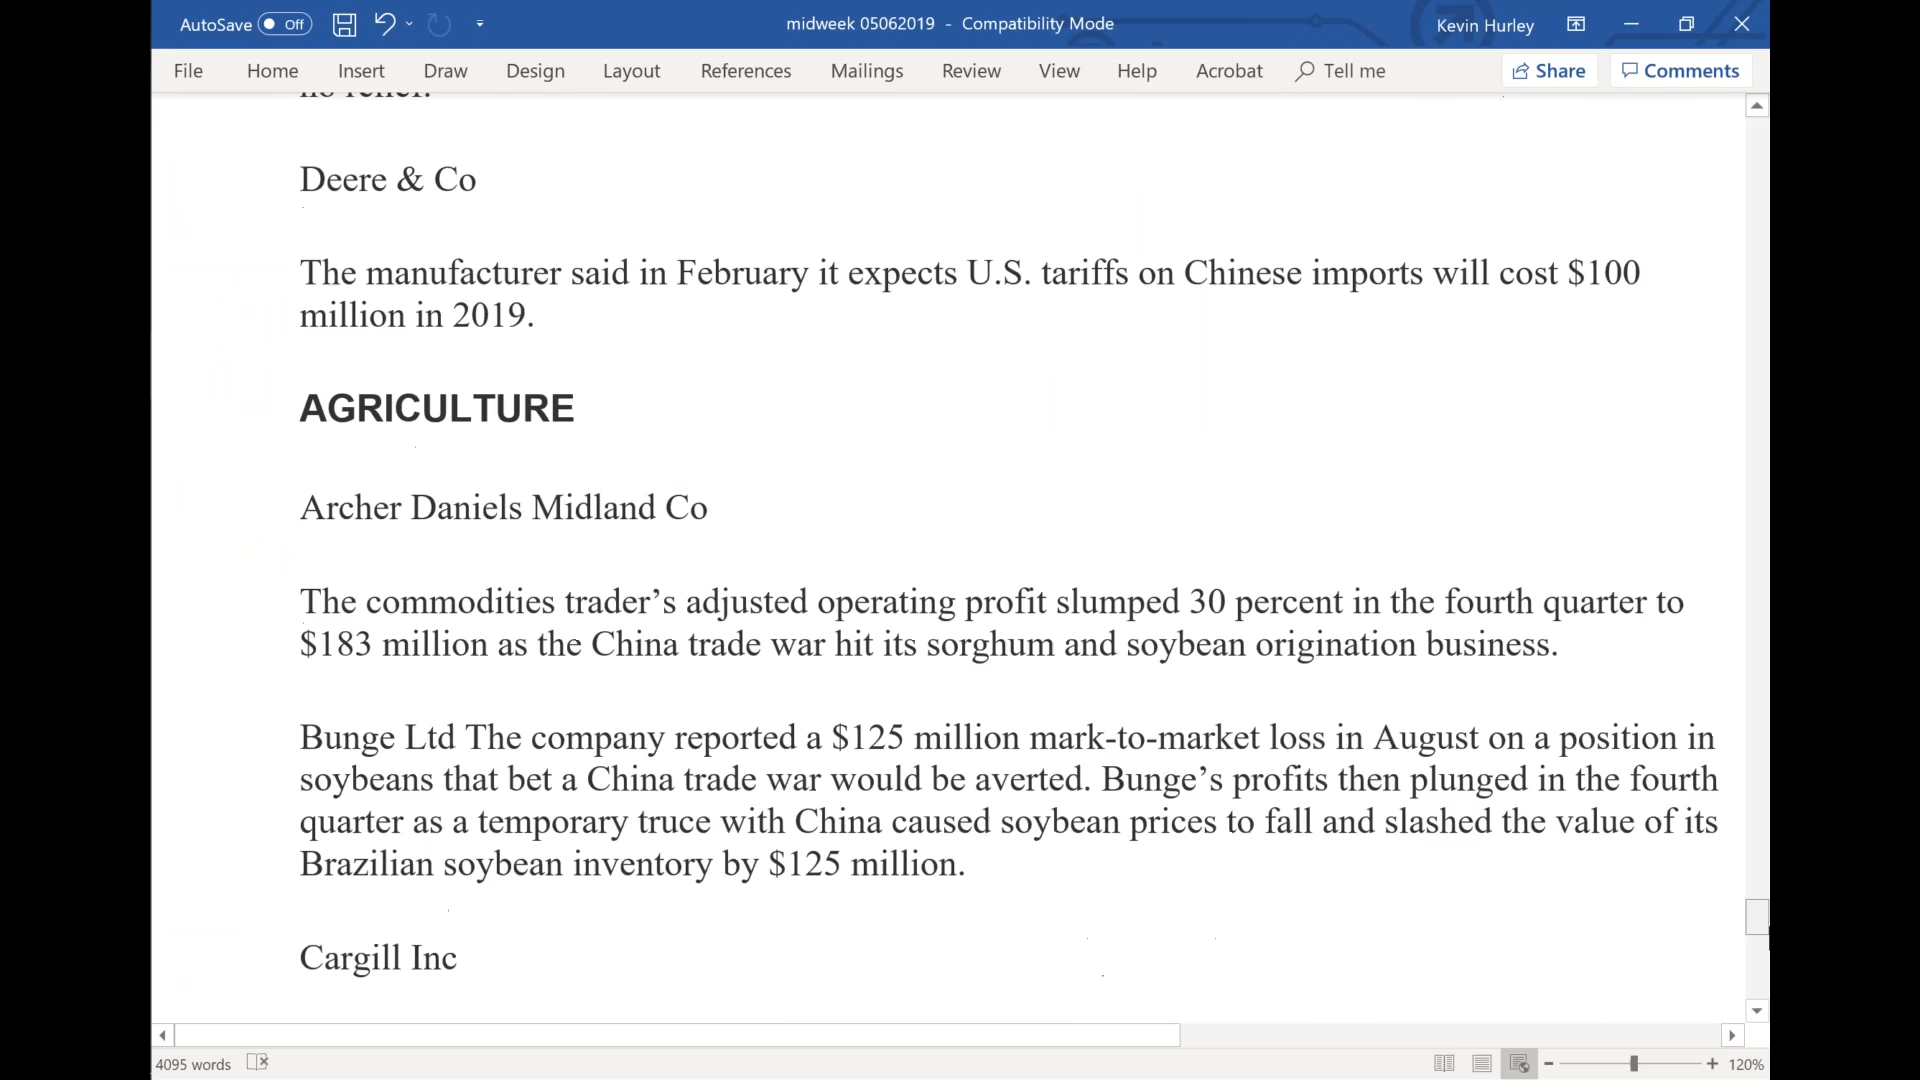 AutoSave Off midweek 05062019 - Compatibility Mode Kevin Hurley
File Home Insert Draw Design Layout References Mailings Review View Help Acrobat Tell me Share Comments
no relief.
Deere & Co
The manufacturer said in February it expects U.S. tariffs on Chinese imports will cost $100
million in 2019.
AGRICULTURE
Archer Daniels Midland Co
The commodities trader’s adjusted operating profit slumped 30 percent in the fourth quarter to
$183 million as the China trade war hit its sorghum and soybean origination business.
Bunge Ltd The company reported a $125 million mark-to-market loss in August on a position in
soybeans that bet a China trade war would be averted. Bunge’s profits then plunged in the fourth
quarter as a temporary truce with China caused soybean prices to fall and slashed the value of its
Brazilian soybean inventory by $125 million.
Cargill Inc
4095 words 120%